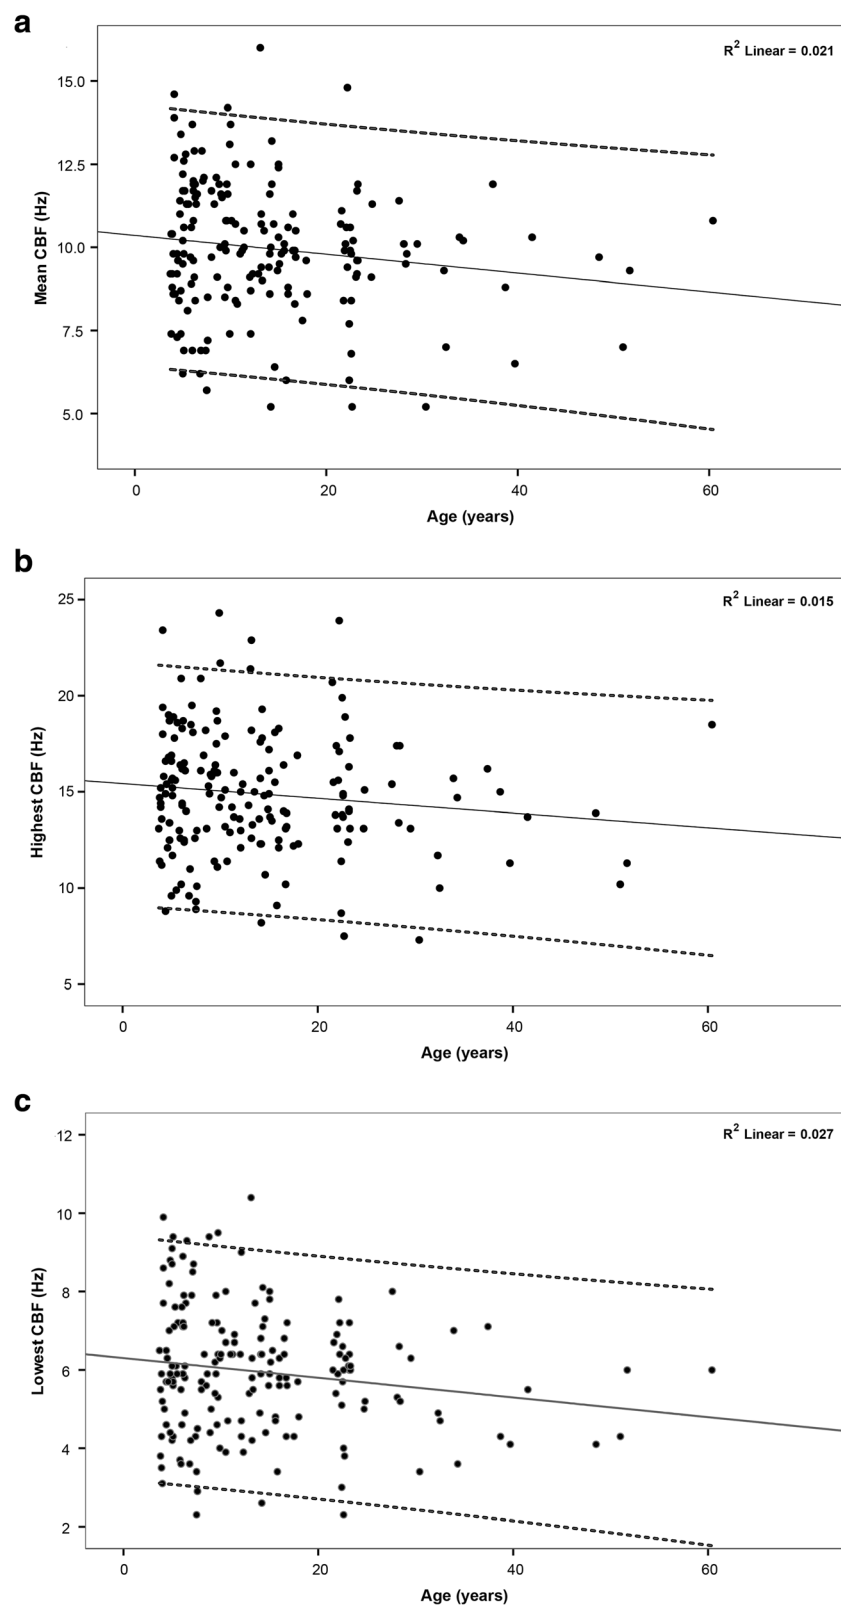 a
R² Linear = 0.021
15.0
12.5
10.0
7.5
5.0
Mean CBF (Hz)
0 20 40 60
Age (years)
b
R² Linear = 0.015
25
20
15
10
5
Highest CBF (Hz)
0 20 40 60
Age (years)
c
R² Linear = 0.027
12
10
8
6
4
2
Lowest CBF (Hz)
0 20 40 60
Age (years)